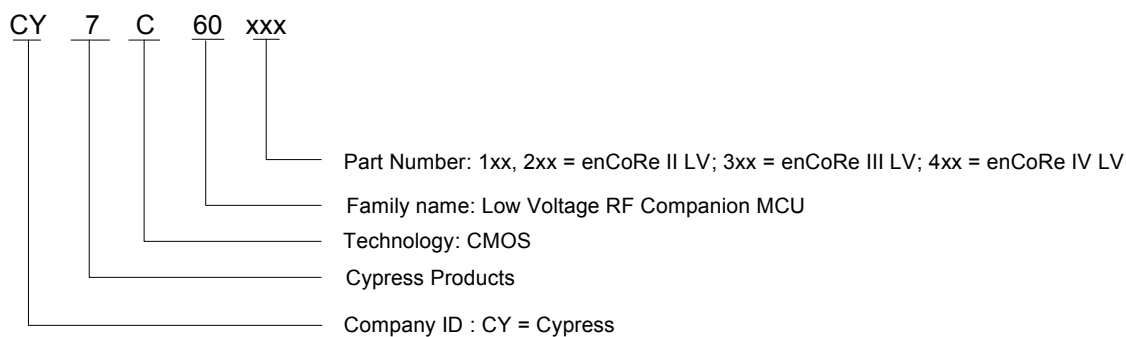 CY 7 C 60 xxx
Part Number: 1xx, 2xx = enCoRe II LV; 3xx = enCoRe III LV; 4xx = enCoRe IV LV
Family name: Low Voltage RF Companion MCU
Technology: CMOS
Cypress Products
Company ID : CY = Cypress